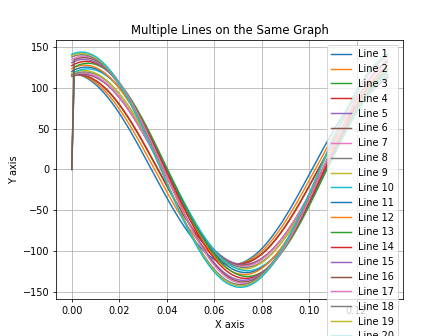 Multiple Lines on the Same Graph
150
100
50
0
−50
−100
−150
Y axis
0.00
0.02
0.04
0.06
0.08
0.10
X axis
Line 1
Line 2
Line 3
Line 4
Line 5
Line 6
Line 7
Line 8
Line 9
Line 10
Line 11
Line 12
Line 13
Line 14
Line 15
Line 16
Line 17
Line 18
Line 19
Line 20